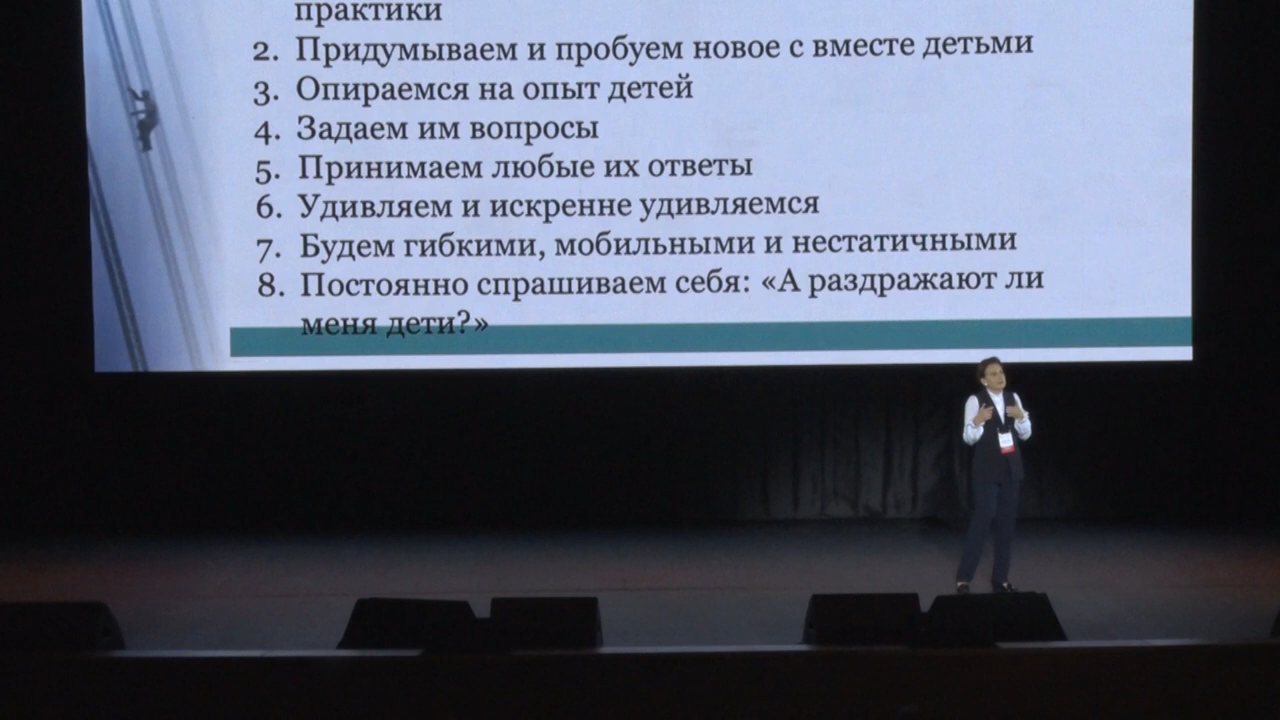 практики
2. Придумываем и пробуем новое с вместе детьми
3. Опираемся на опыт детей
4. Задаем им вопросы
5. Принимаем любые их ответы
6. Удивляем и искренне удивляемся
7. Будем гибкими, мобильными и нестатичными
8. Постоянно спрашиваем себя: «А раздражают ли
меня дети?»